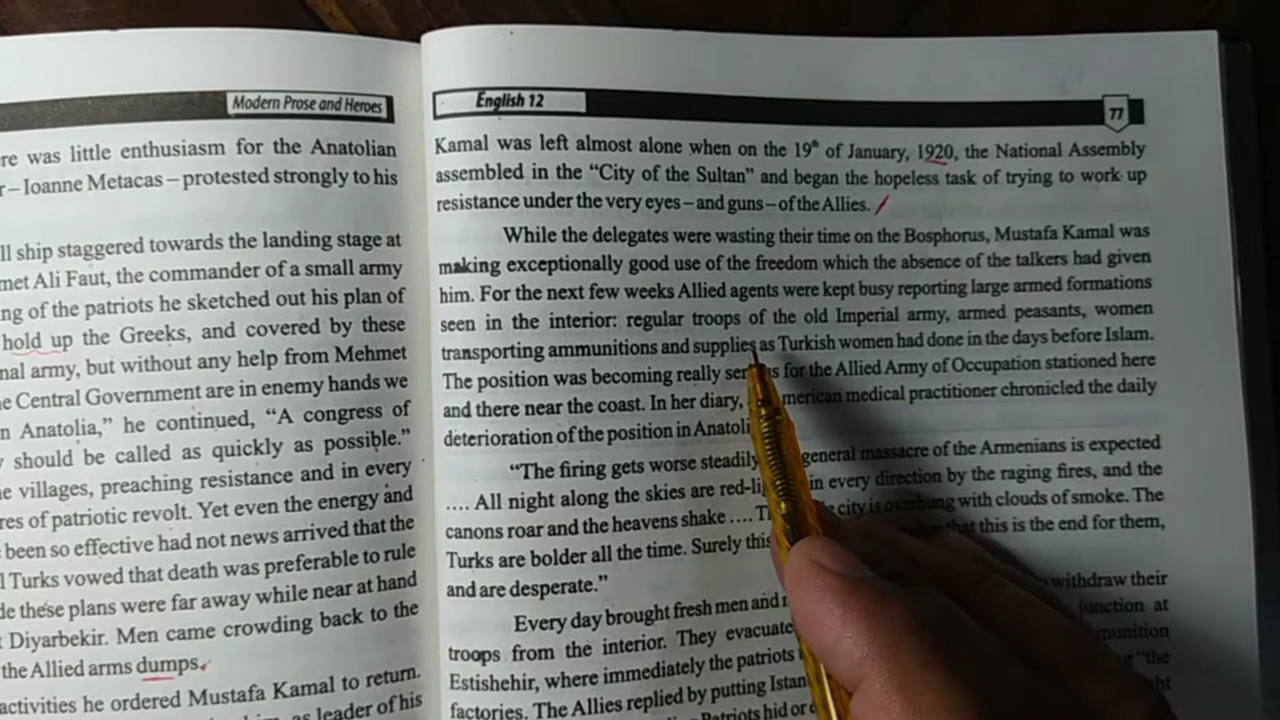 Modern Prose and Heroes
re was little enthusiasm for the Anatolian
r – Ioanne Metacas – protested strongly to his
ll ship staggered towards the landing stage at
met Ali Faut, the commander of a small army
ng of the patriots he sketched out his plan of
hold up the Greeks, and covered by these
nal army, but without any help from Mehmet
e Central Government are in enemy hands we
n Anatolia,” he continued, “A congress of
y should be called as quickly as possible.”
e villages, preaching resistance and in every
res of patriotic revolt. Yet even the energy and
been so effective had not news arrived that the
l Turks vowed that death was preferable to rule
de these plans were far away while near at hand
t Diyarbekir. Men came crowding back to the
the Allied arms dumps.
activities he ordered Mustafa Kamal to return.
as leader of his
English 12
77
Kamal was left almost alone when on the 19th of January, 1920, the National Assembly
assembled in the “City of the Sultan” and began the hopeless task of trying to work up
resistance under the very eyes – and guns – of the Allies.
While the delegates were wasting their time on the Bosphorus, Mustafa Kamal was
making exceptionally good use of the freedom which the absence of the talkers had given
him. For the next few weeks Allied agents were kept busy reporting large armed formations
seen in the interior: regular troops of the old Imperial army, armed peasants, women
transporting ammunitions and supplies as Turkish women had done in the days before Islam.
The position was becoming really ser s for the Allied Army of Occupation stationed here
and there near the coast. In her diary, merican medical practitioner chronicled the daily
deterioration of the position in Anatoli
“The firing gets worse steadily general massacre of the Armenians is expected
.... All night along the skies are red-li in every direction by the raging fires, and the
canons roar and the heavens shake .... T city is overhung with clouds of smoke. The
Turks are bolder all the time. Surely this that this is the end for them,
and are desperate.”
Every day brought fresh men and withdraw their
troops from the interior. They evacuate junction at
Estishehir, where immediately the patriots munition
factories. The Allies replied by putting Istan “the
Patriots hid or